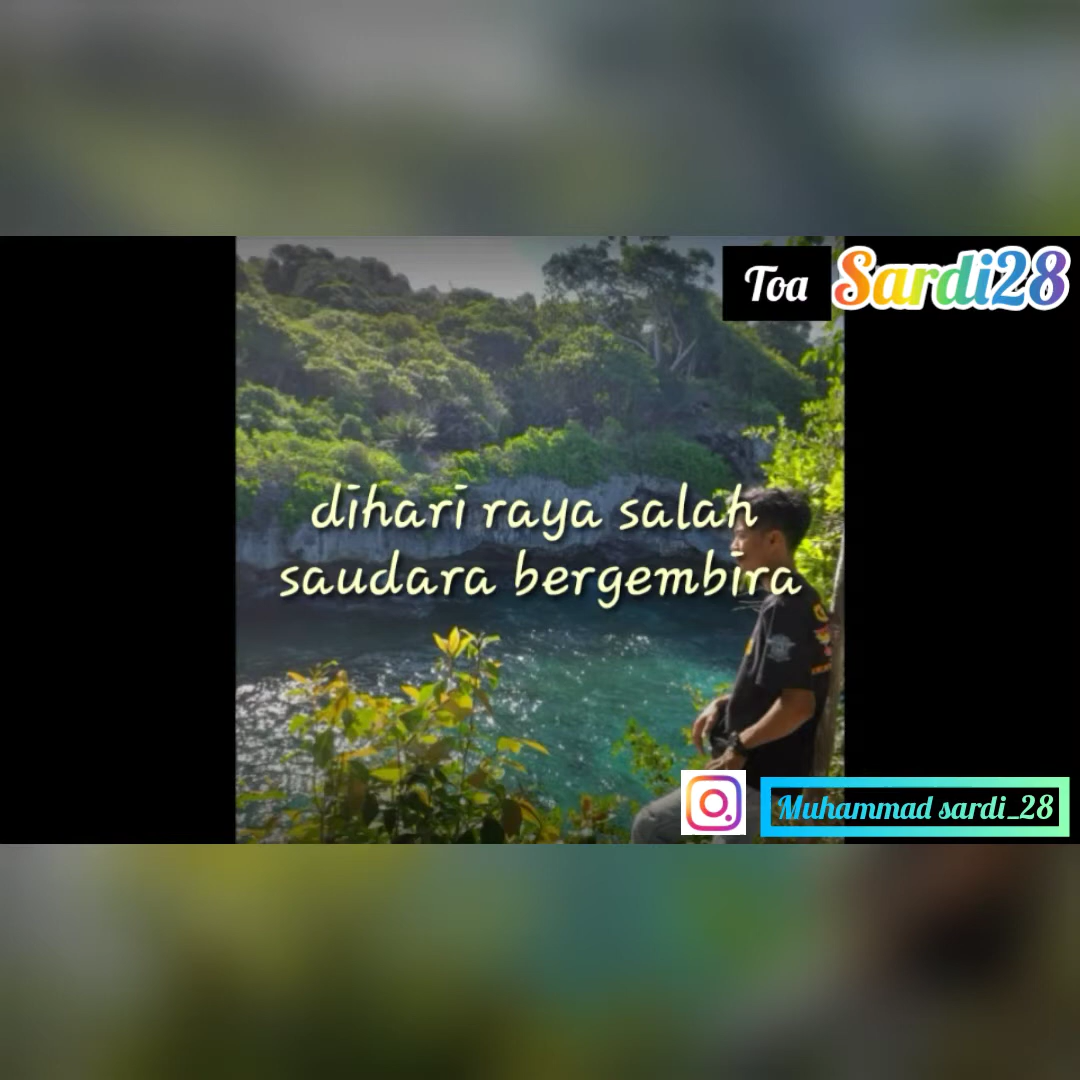 Toa Sardi28
dihari raya salah
saudara bergembira
Muhammad sardi_28